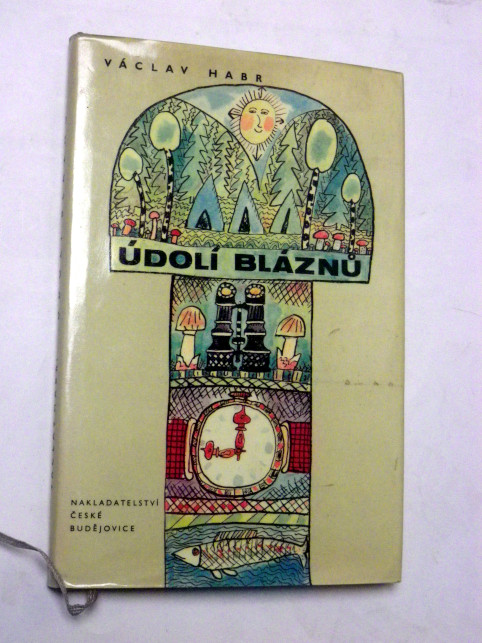 VÁCLAV HABR
ÚDOLÍ BLÁZNŮ
NAKLADATELSTVÍ
ČESKÉ
BUDĚJOVICE